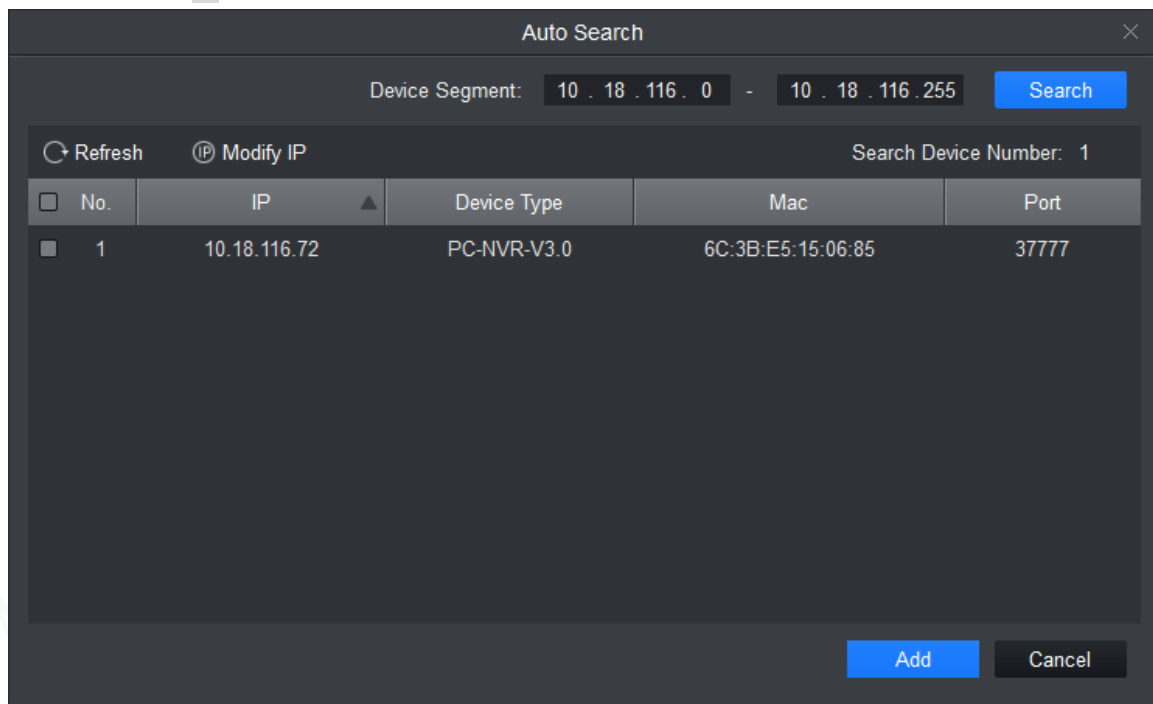 Auto Search
Device Segment: 10 . 18 . 116 . 0 - 10 . 18 . 116 . 255 Search
Refresh IP Modify IP Search Device Number: 1
No. IP Device Type Mac Port
1 10.18.116.72 PC-NVR-V3.0 6C:3B:E5:15:06:85 37777
Add Cancel